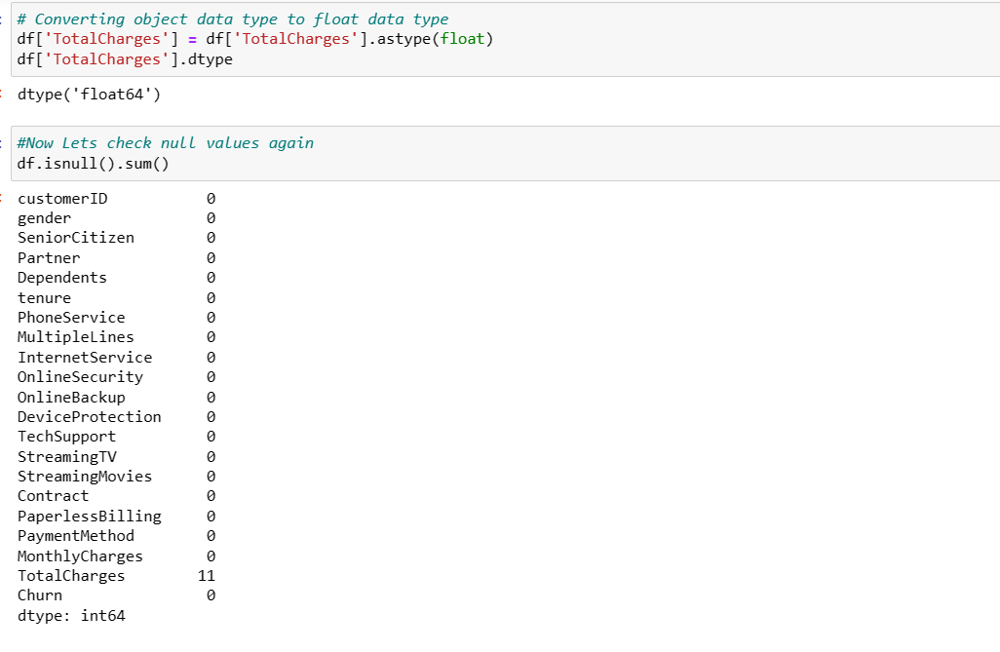 # Converting object data type to float data type
df['TotalCharges'] = df['TotalCharges'].astype(float)
df['TotalCharges'].dtype
dtype('float64')
#Now Lets check null values again
df.isnull().sum()
customerID 0
gender 0
SeniorCitizen 0
Partner 0
Dependents 0
tenure 0
PhoneService 0
MultipleLines 0
InternetService 0
OnlineSecurity 0
OnlineBackup 0
DeviceProtection 0
TechSupport 0
StreamingTV 0
StreamingMovies 0
Contract 0
PaperlessBilling 0
PaymentMethod 0
MonthlyCharges 0
TotalCharges 11
Churn 0
dtype: int64